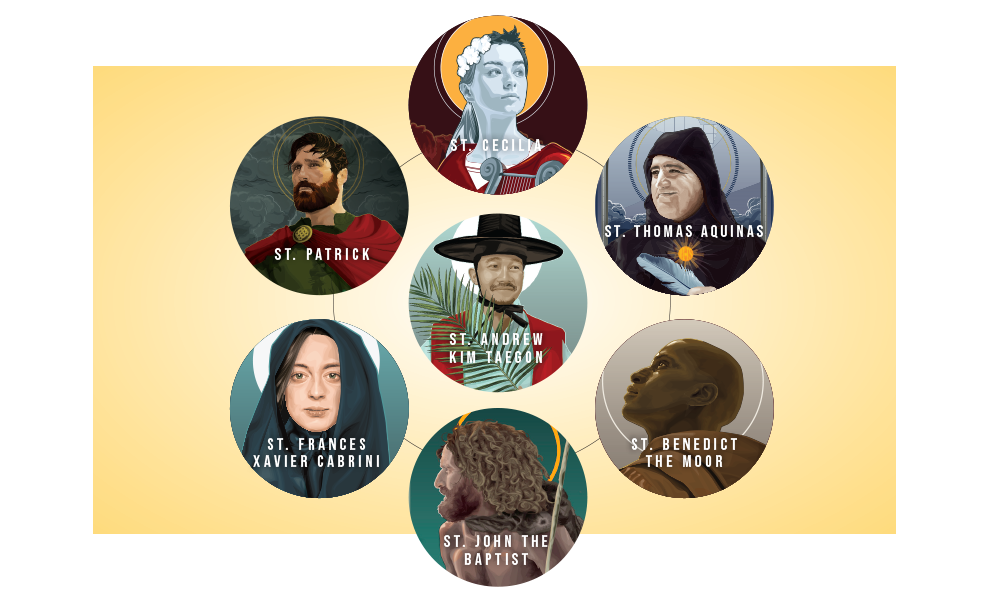 ST. CECILIA
ST. PATRICK
ST. THOMAS AQUINAS
ST. ANDREW
KIM TAEGON
ST. FRANCES
XAVIER CABRINI
ST. BENEDICT
THE MOOR
ST. JOHN THE
BAPTIST